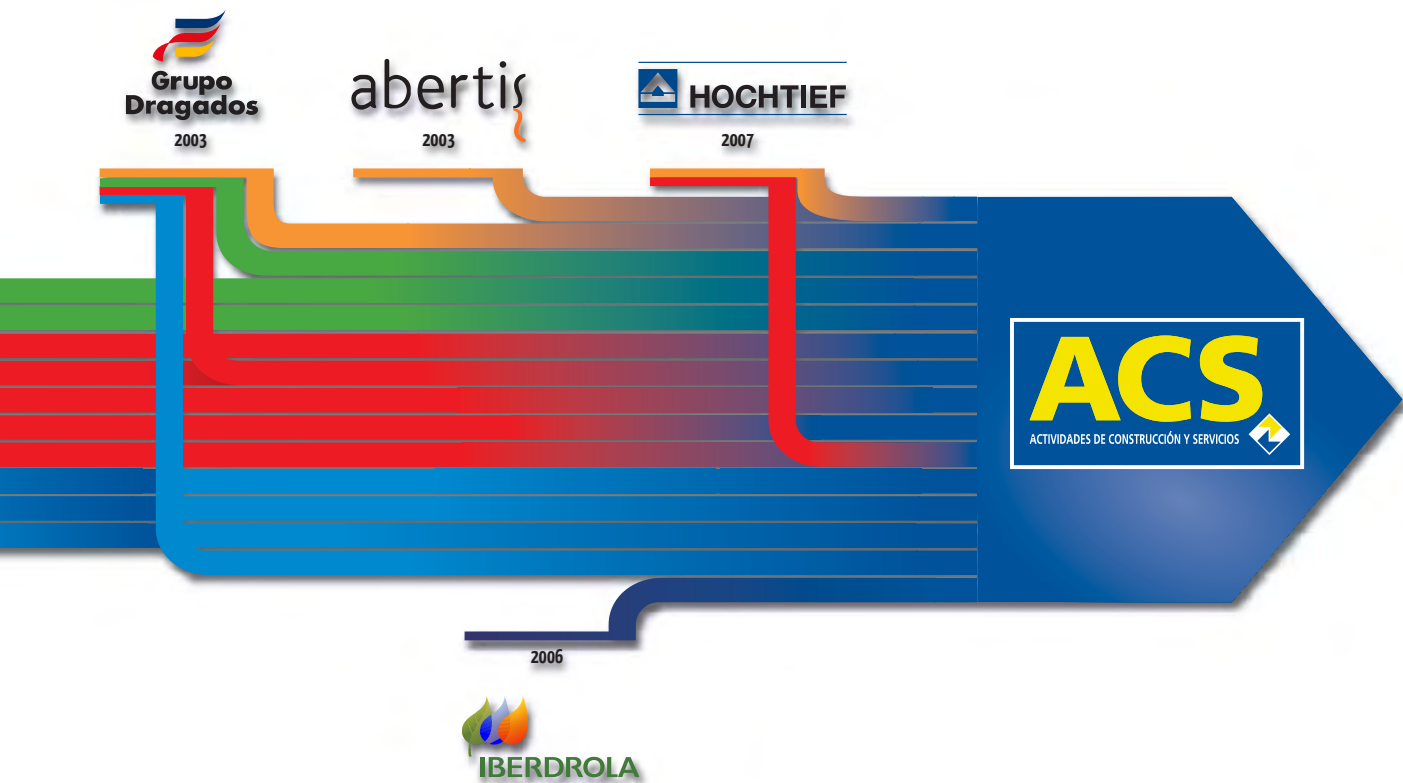 Grupo
Dragados
2003
abertis
2003
HOCHTIEF
2007
ACS
ACTIVIDADES DE CONSTRUCCIÓN Y SERVICIOS
2006
IBERDROLA